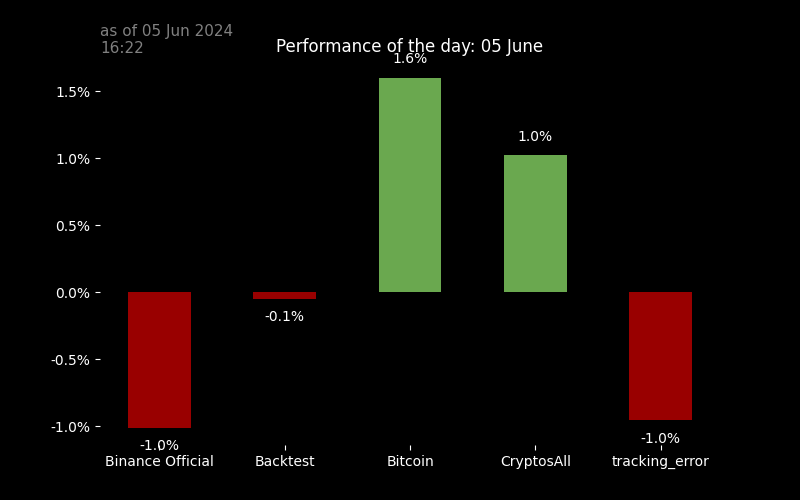 as of 05 Jun 2024
16:22
Performance of the day: 05 June
1.6%
1.5%
1.0%
1.0%
0.5%
0.0%
-0.1%
-0.5%
-1.0%
-1.0%
-1.0%
Binance Official
Backtest
Bitcoin
CryptosAll
tracking_error